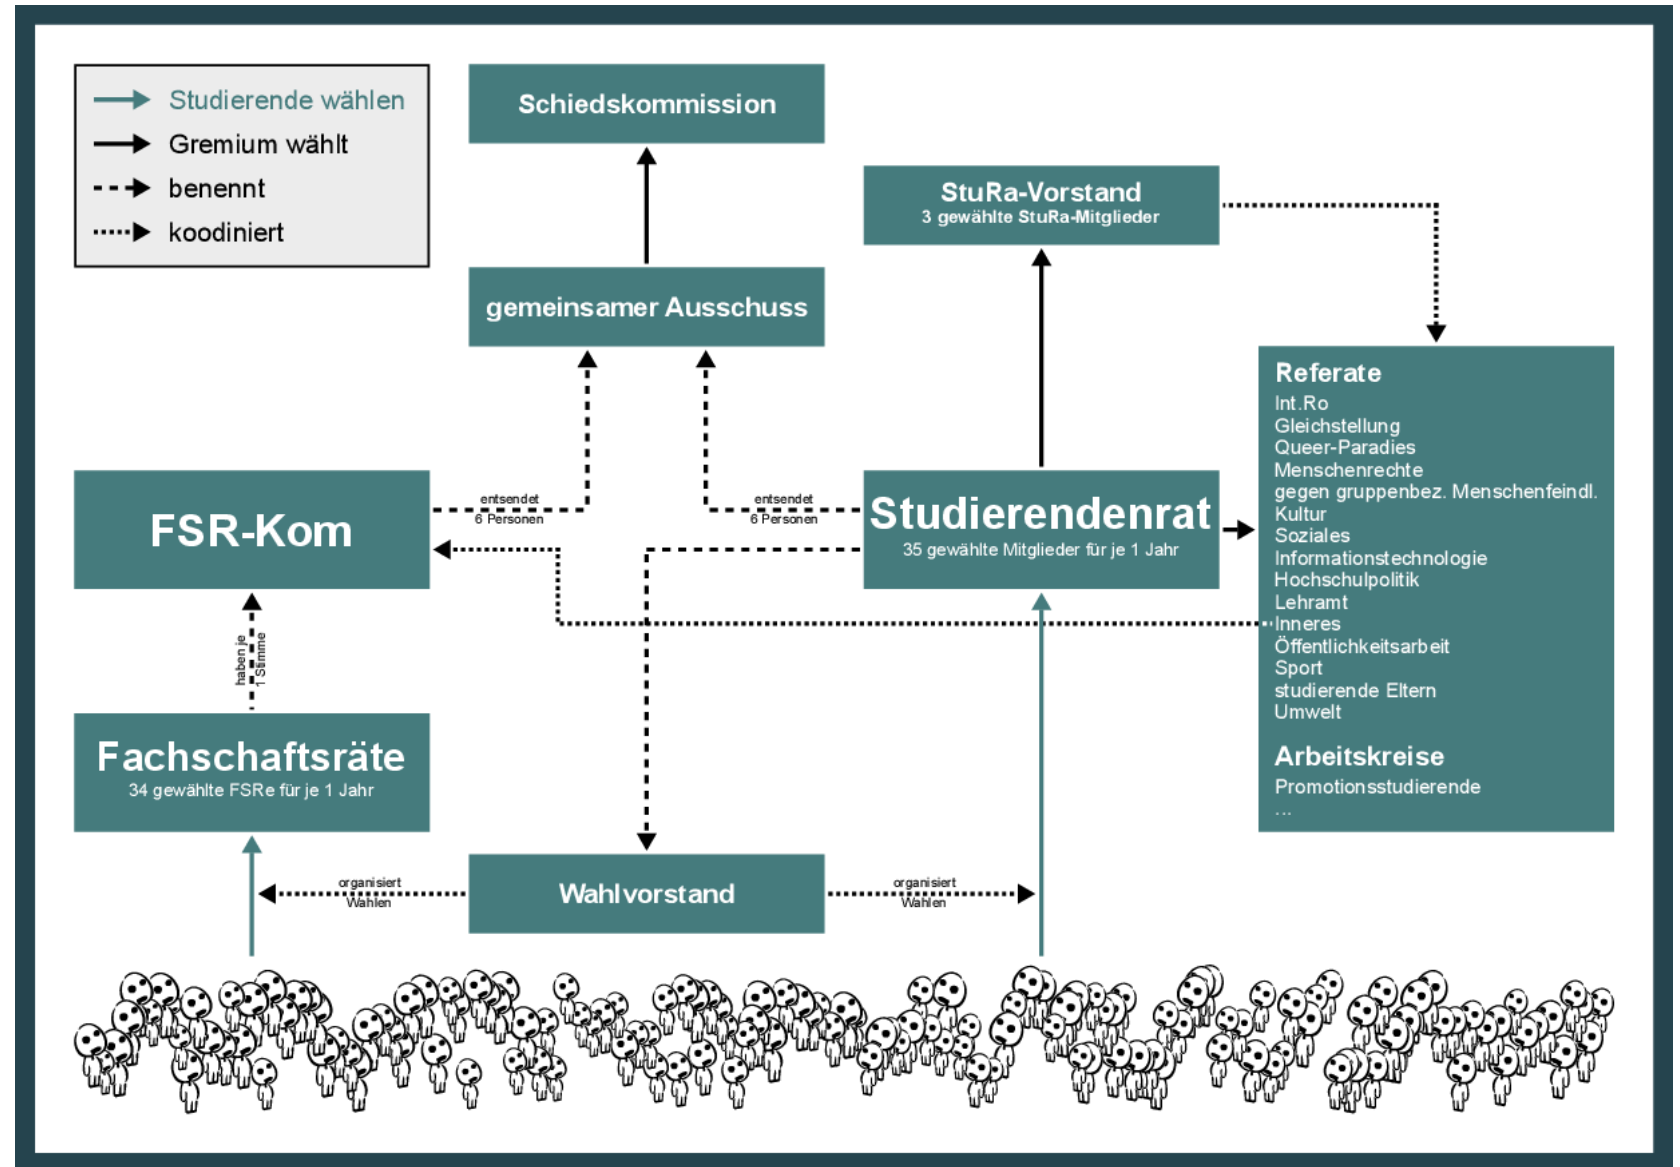 Studierende wählen
Gremium wählt
benennt
koodiniert
Schiedskommission
StuRa-Vorstand
3 gewählte StuRa-Mitglieder
gemeinsamer Ausschuss
Referate
Int.Ro
Gleichstellung
Queer-Paradies
Menschenrechte
gegen gruppenbez. Menschenfeindl.
Kultur
Soziales
Informationstechnologie
Hochschulpolitik
Lehramt
Inneres
Öffentlichkeitsarbeit
Sport
studierende Eltern
Umwelt
Arbeitskreise
Promotionsstudierende
...
FSR-Kom
entsendet
6 Personen
entsendet
6 Personen
Studierendenrat
35 gewählte Mitglieder für je 1 Jahr
haben je
1 Stimme
Fachschaftsräte
34 gewählte FSRe für je 1 Jahr
organisiert
Wahlen
Wahlvorstand
organisiert
Wahlen